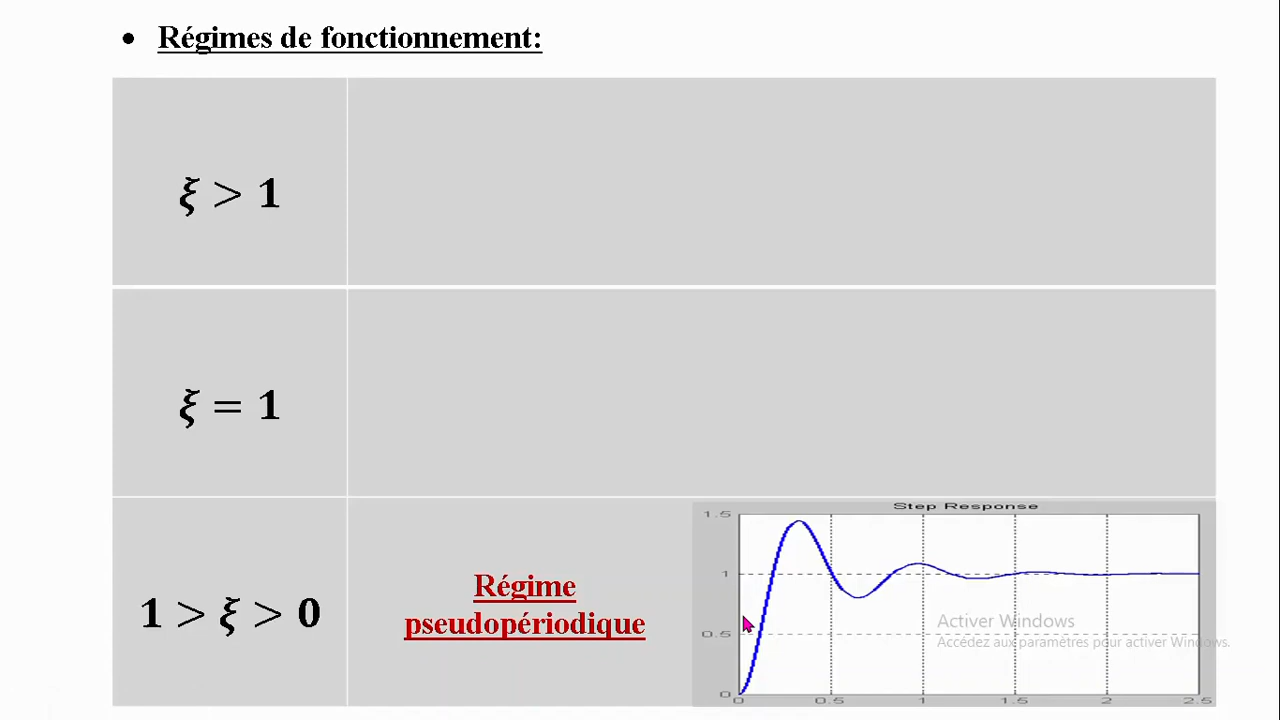 • Régimes de fonctionnement:
ξ > 1
ξ = 1
1 > ξ > 0
Régime
pseudopériodique
Step Response
1.5
1
0.5
0
0 0.5 1 1.5 2 2.5
Activer Windows
Accédez aux paramètres pour activer Windows.